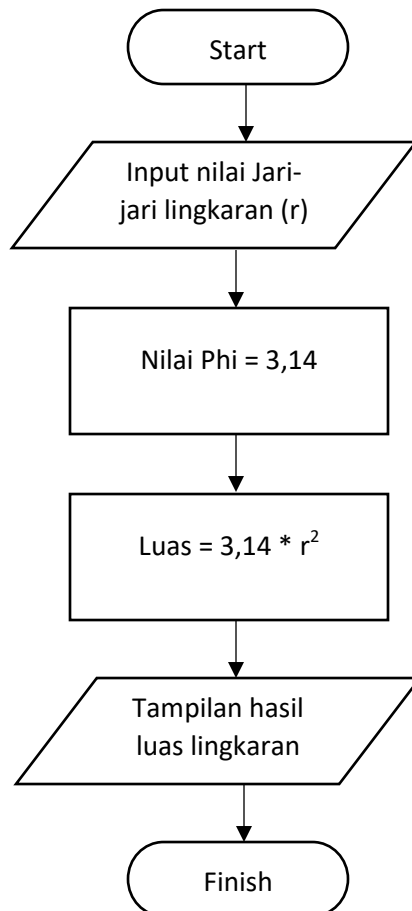 Start
Input nilai Jari-
jari lingkaran (r)
Nilai Phi = 3,14
Luas = 3,14 * r²
Tampilan hasil
luas lingkaran
Finish